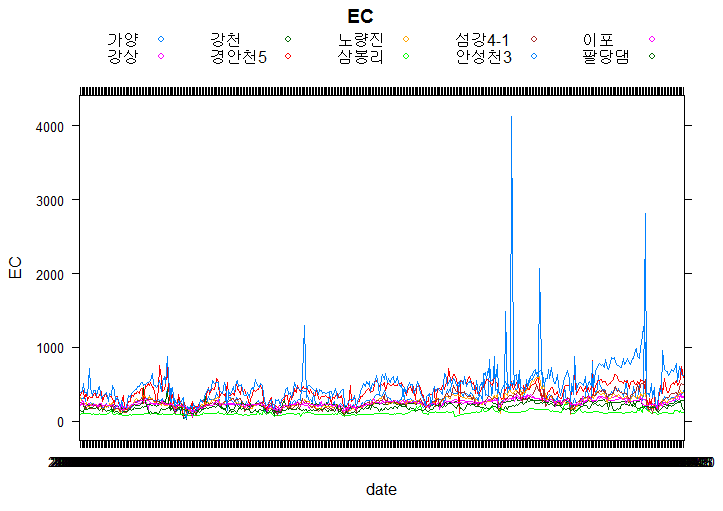 EC
가양 강천 노량진 섬강4-1 이포
강상 경안천5 삼봉리 안성천3 팔당댐
4000
3000
2000
1000
0
EC
date